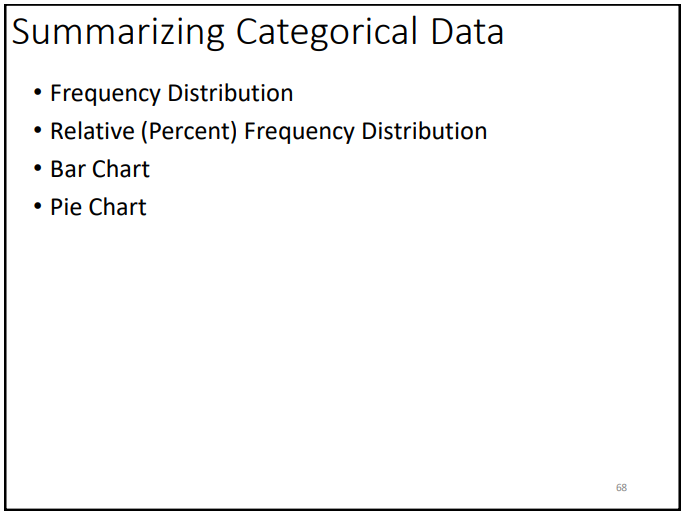 Summarizing Categorical Data
• Frequency Distribution
• Relative (Percent) Frequency Distribution
• Bar Chart
• Pie Chart
68